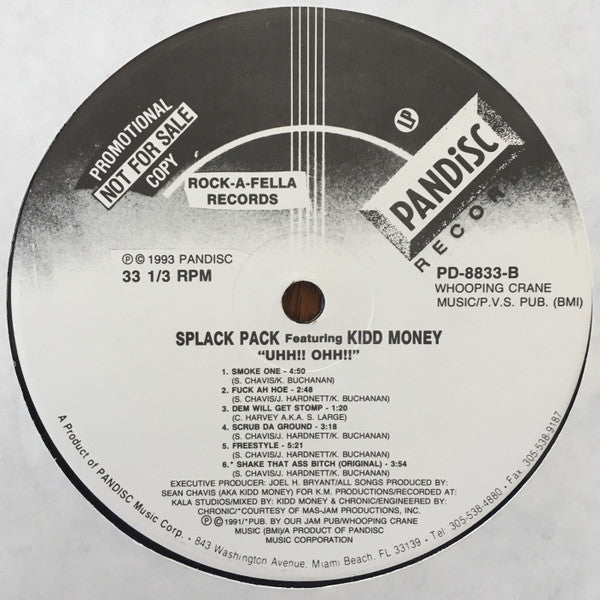 PROMOTIONAL
NOT FOR SALE
COPY
ROCK-A-FELLA
RECORDS
LP
PANDISC
RECORDS
℗ © 1993 PANDISC
33 1/3 RPM
PD-8833-B
WHOOPING CRANE
MUSIC/P.V.S. PUB. (BMI)
SPLACK PACK Featuring KIDD MONEY
“UHH!! OHH!!”
1. SMOKE ONE - 4:50
(S. CHAVIS/K. BUCHANAN)
2. FUCK AH HOE - 2:48
(S. CHAVIS/J. HARDNETT/K. BUCHANAN)
3. DEM WILL GET STOMP - 1:20
(C. HARVEY A.K.A. S. LARGE)
4. SCRUB DA GROUND - 3:18
(S. CHAVIS/J. HARDNETT/K. BUCHANAN)
5. FREESTYLE - 5:21
(S. CHAVIS/J. HARDNETT/K. BUCHANAN)
6.* SHAKE THAT ASS BITCH (ORIGINAL) - 3:54
(S. CHAVIS/J. HARDNETT/K. BUCHANAN)
EXECUTIVE PRODUCER: JOEL H. BRYANT/ALL SONGS PRODUCED BY:
SEAN CHAVIS (AKA KIDD MONEY) FOR K.M. PRODUCTIONS/RECORDED AT:
KALA STUDIOS/MIXED BY: KIDD MONEY & CHRONIC/ENGINEERED BY:
CHRONIC/*COURTESY OF MAS-JAM PRODUCTIONS, INC.
℗ © 1991/*PUB. BY OUR JAM PUB/WHOOPING CRANE
MUSIC (BMI)/A PRODUCT OF PANDISC
MUSIC CORPORATION
A Product of PANDISC Music Corp. • 843 Washington Avenue, Miami Beach, FL 33139 • Tel 305-538-4880 • Fax 305-538-9187